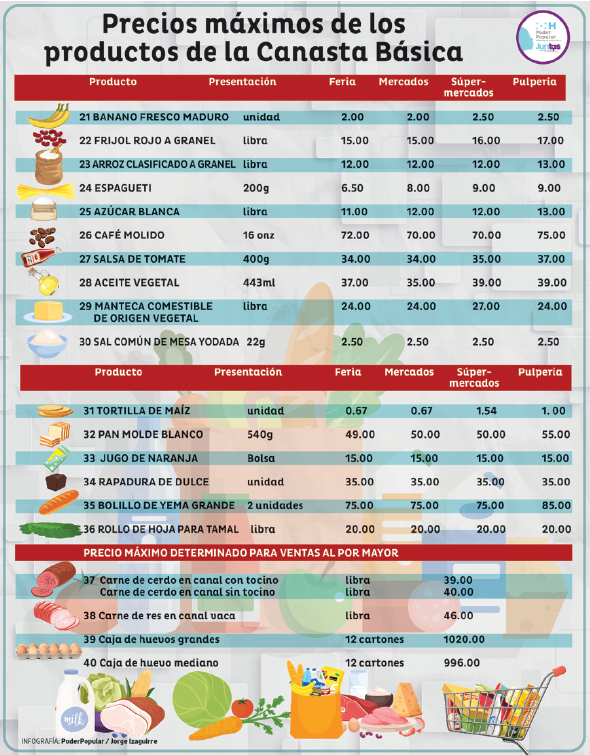 Precios máximos de los
productos de la Canasta Básica
H
Poder
Popular
Juntas
Producto Presentación Feria Mercados Súper-mercados Pulpería
21 BANANO FRESCO MADURO unidad 2.00 2.00 2.50 2.50
22 FRIJOL ROJO A GRANEL libra 15.00 15.00 16.00 17.00
23 ARROZ CLASIFICADO A GRANEL libra 12.00 12.00 12.00 13.00
24 ESPAGUETI 200g 6.50 8.00 9.00 9.00
25 AZÚCAR BLANCA libra 11.00 12.00 12.00 13.00
26 CAFÉ MOLIDO 16 onz 72.00 70.00 70.00 75.00
27 SALSA DE TOMATE 400g 34.00 34.00 35.00 37.00
28 ACEITE VEGETAL 443ml 37.00 35.00 39.00 39.00
29 MANTECA COMESTIBLE libra 24.00 24.00 27.00 24.00
DE ORIGEN VEGETAL
30 SAL COMÚN DE MESA YODADA 22g 2.50 2.50 2.50 2.50
Producto Presentación Feria Mercados Súper-mercados Pulpería
31 TORTILLA DE MAÍZ unidad 0.67 0.67 1.54 1.00
32 PAN MOLDE BLANCO 540g 49.00 50.00 50.00 55.00
33 JUGO DE NARANJA Bolsa 15.00 15.00 15.00 15.00
34 RAPADURA DE DULCE unidad 35.00 35.00 35.00 35.00
35 BOLILLO DE YEMA GRANDE 2 unidades 75.00 75.00 75.00 85.00
36 ROLLO DE HOJA PARA TAMAL libra 20.00 20.00 20.00 20.00
PRECIO MÁXIMO DETERMINADO PARA VENTAS AL POR MAYOR
37 Carne de cerdo en canal con tocino libra 39.00
Carne de cerdo en canal sin tocino libra 40.00
38 Carne de res en canal vaca libra 46.00
39 Caja de huevos grandes 12 cartones 1020.00
40 Caja de huevo mediano 12 cartones 996.00
milk
INFOGRAFÍA: PoderPopular / Jorge Izaguirre